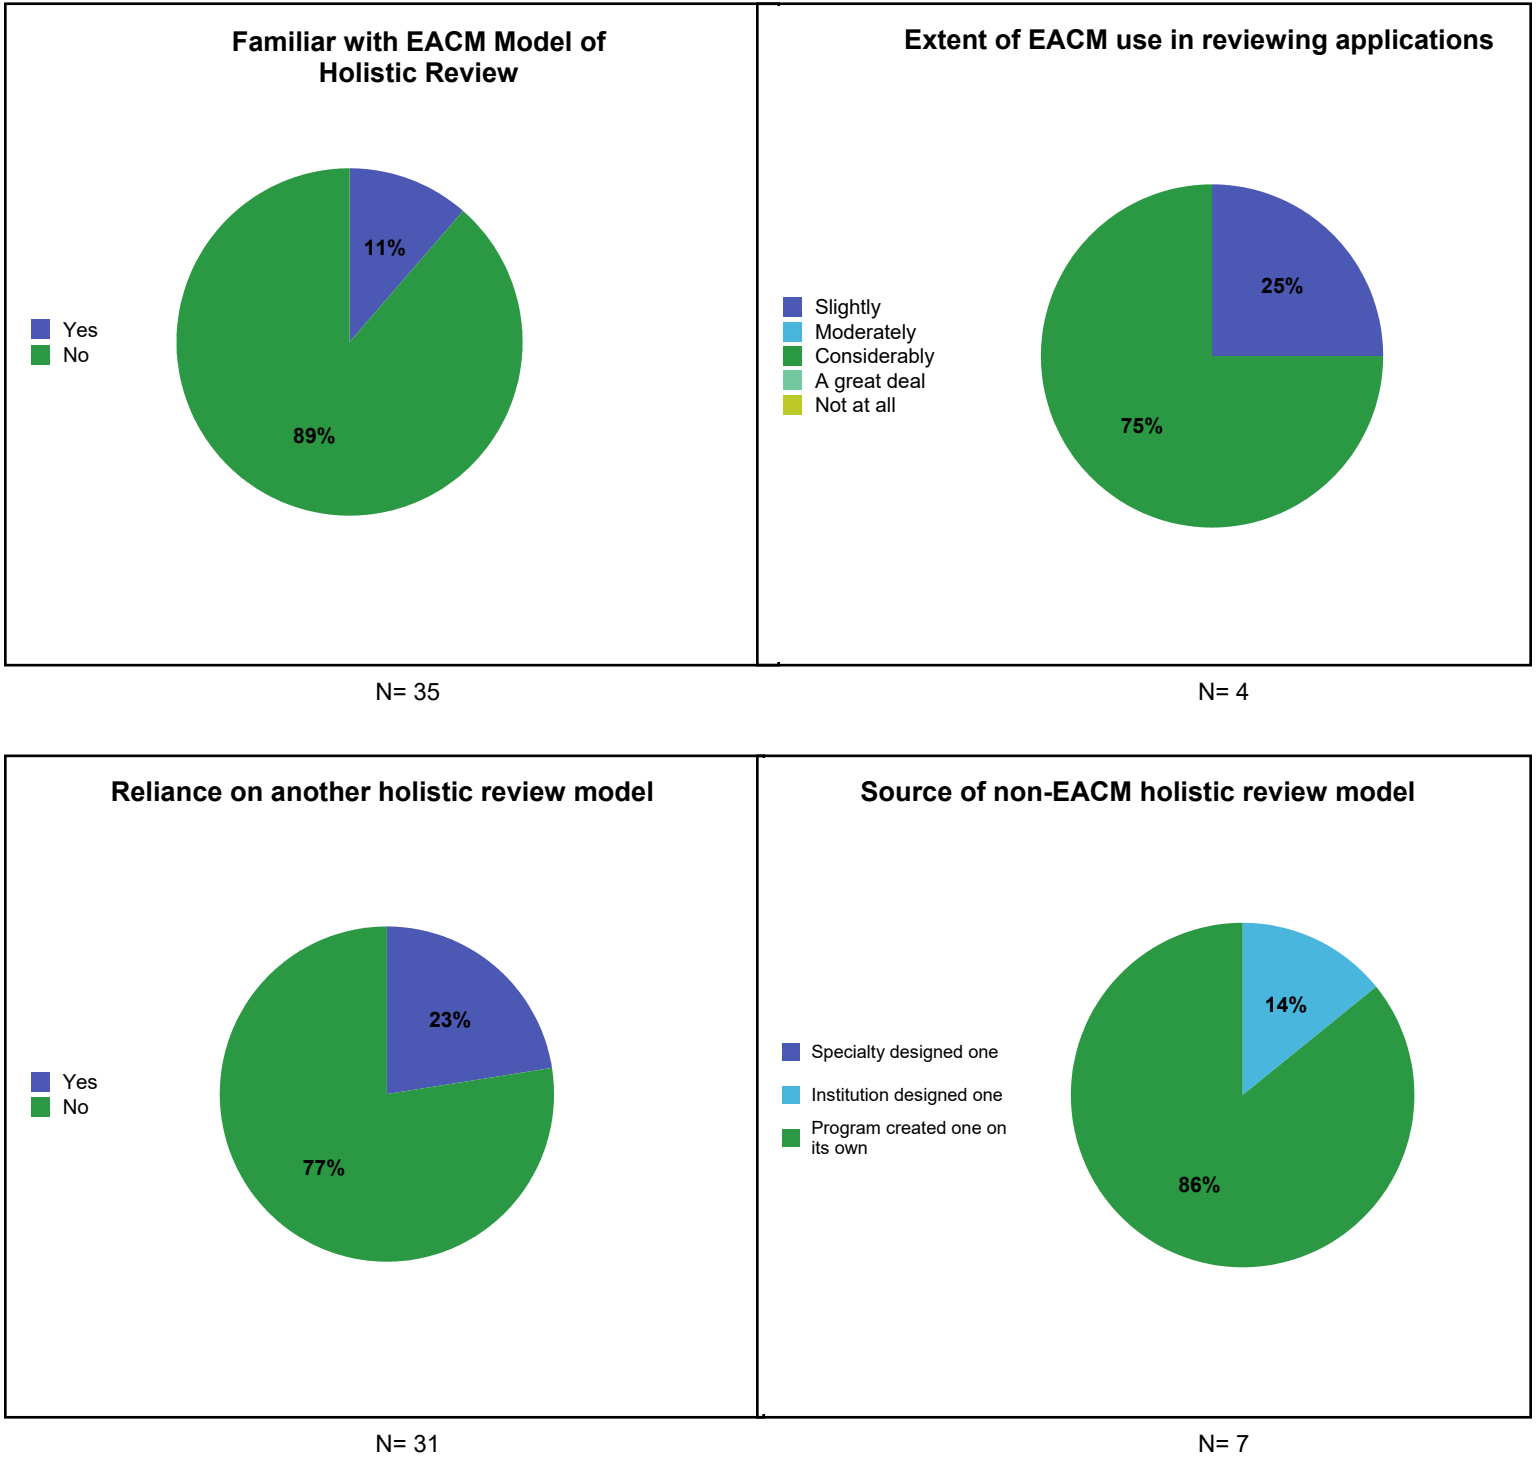 Familiar with EACM Model of
Holistic Review
11%
89%
Yes
No
N= 35
Extent of EACM use in reviewing applications
25%
75%
Slightly
Moderately
Considerably
A great deal
Not at all
N= 4
Reliance on another holistic review model
23%
77%
Yes
No
N= 31
Source of non-EACM holistic review model
14%
86%
Specialty designed one
Institution designed one
Program created one on
its own
N= 7